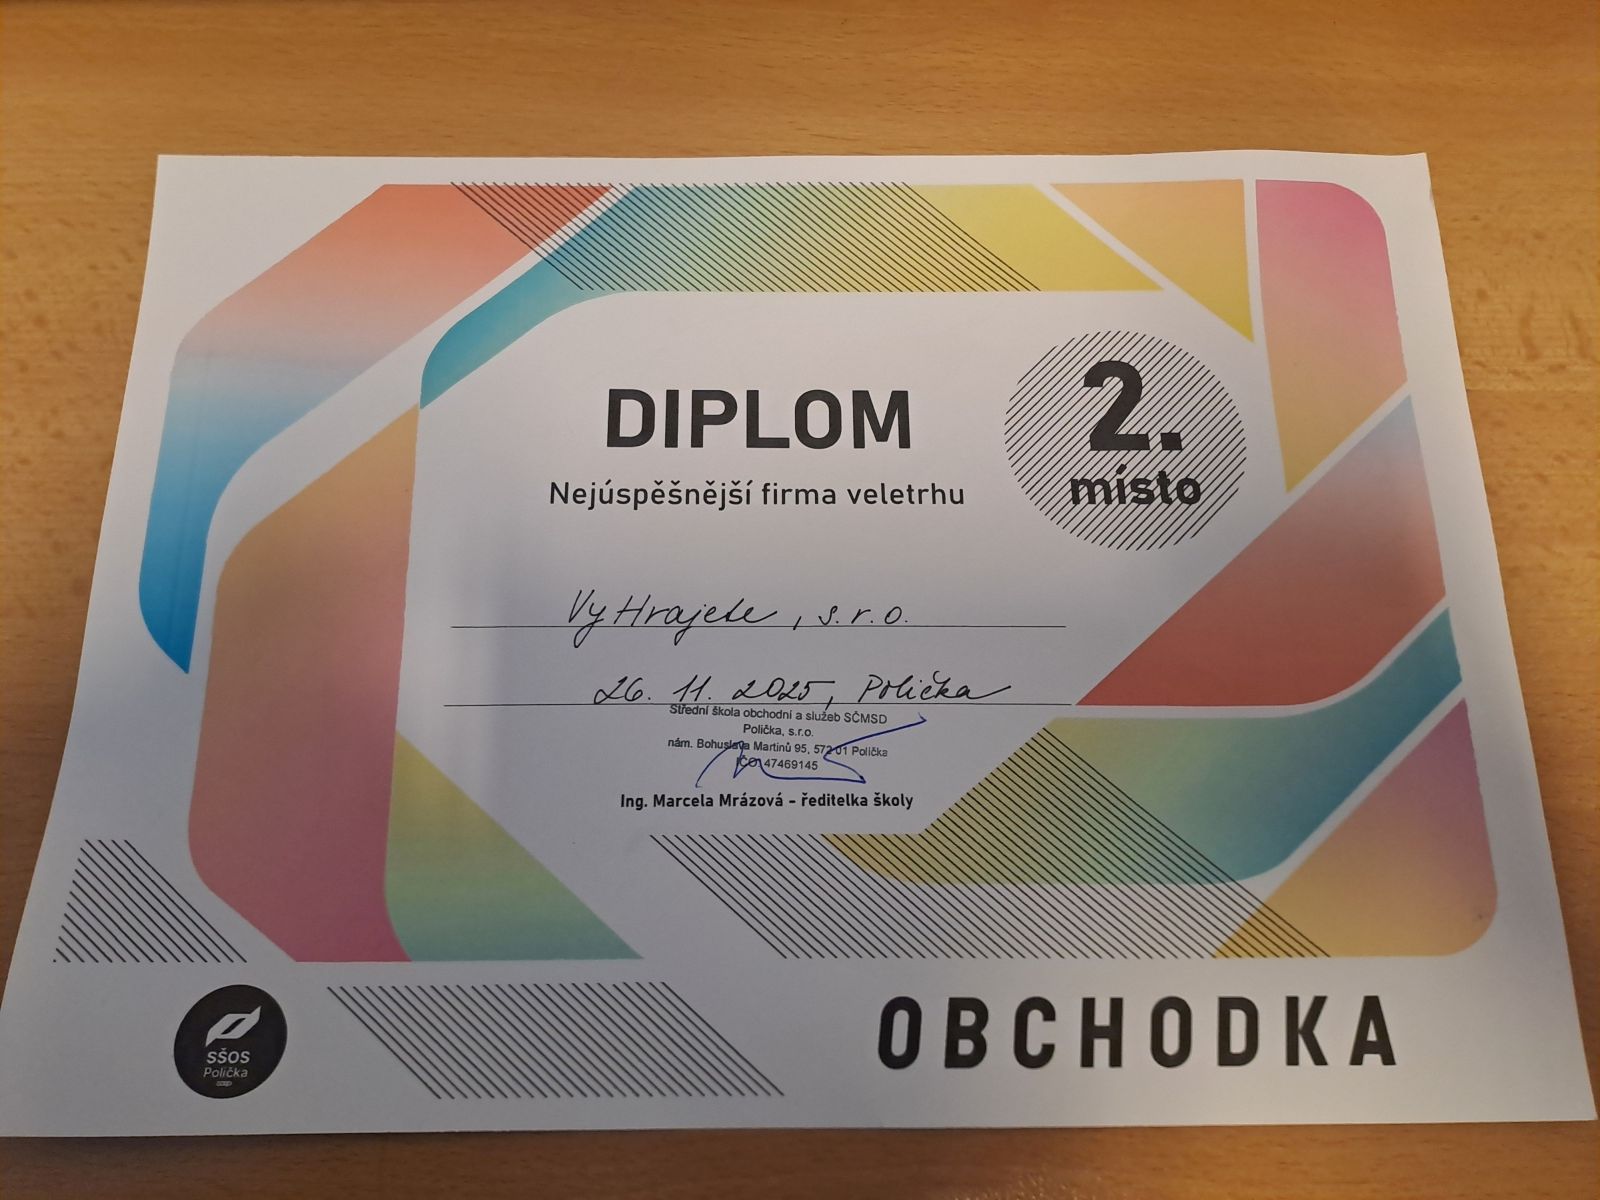 DIPLOM
Nejúspěšnější firma veletrhu
2.
místo
VyHrajete, s.r.o.
26. 11. 2025, Polička
Střední škola obchodní a služeb SČMSD
Polička, s.r.o.
nám. Bohuslava Martinů 95, 572 01 Polička
IČO 47469145
Ing. Marcela Mrázová - ředitelka školy
SŠOS
Polička
OBCHODKA